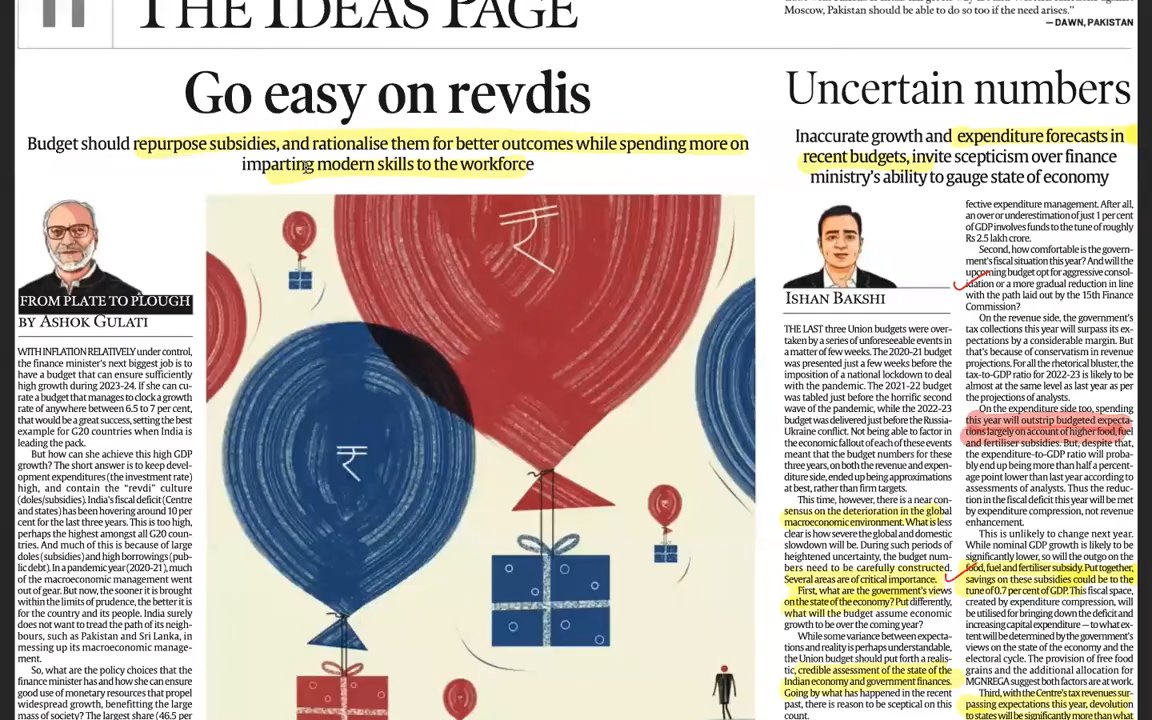 THE IDEAS PAGE
Moscow, Pakistan should be able to do so too if the need arises."
— DAWN, PAKISTAN
Go easy on revdis
Budget should repurpose subsidies, and rationalise them for better outcomes while spending more on
imparting modern skills to the workforce
FROM PLATE TO PLOUGH
BY ASHOK GULATI
WITH INFLATION RELATIVELY under control,
the finance minister's next biggest job is to
have a budget that can ensure sufficiently
high growth during 2023-24. If she can cu-
rate a budget that manages to clock a growth
rate of anywhere between 6.5 to 7 per cent,
that would be a great success, setting the best
example for G20 countries when India is
leading the pack.
But how can she achieve this high GDP
growth? The short answer is to keep devel-
opment expenditures (the investment rate)
high, and contain the "revdi" culture
(doles/subsidies). India's fiscal deficit (Centre
and states) has been hovering around 10 per
cent for the last three years. This is too high,
perhaps the highest amongst all G20 coun-
tries. And much of this is because of large
doles (subsidies) and high borrowings (pub-
lic debt). In a pandemic year (2020-21), much
of the macroeconomic management went
out of gear. But now, the sooner it is brought
within the limits of prudence, the better it is
for the country and its people. India surely
does not want to tread the path of its neigh-
bours, such as Pakistan and Sri Lanka, in
messing up its macroeconomic manage-
ment.
So, what are the policy choices that the
finance minister has and how she can ensure
good use of monetary resources that propel
widespread growth, benefitting the large
mass of society? The largest share (46.5 per
₹
₹
Uncertain numbers
Inaccurate growth and expenditure forecasts in
recent budgets, invite scepticism over finance
ministry's ability to gauge state of economy
ISHAN BAKSHI
THE LAST three Union budgets were over-
taken by a series of unforeseeable events in
a matter of few weeks. The 2020-21 budget
was presented just a few weeks before the
imposition of a national lockdown to deal
with the pandemic. The 2021-22 budget
was tabled just before the horrific second
wave of the pandemic, while the 2022-23
budget was delivered just before the Russia-
Ukraine conflict. Not being able to factor in
the economic fallout of each of these events
meant that the budget numbers for these
three years, on both the revenue and expen-
diture side, ended up being approximations
at best, rather than firm targets.
This time, however, there is a near con-
sensus on the deterioration in the global
macroeconomic environment. What is less
clear is how severe the global and domestic
slowdown will be. During such periods of
heightened uncertainty, the budget num-
bers need to be carefully constructed.
Several areas are of critical importance.
First, what are the government's views
on the state of the economy? Put differently,
what will the budget assume economic
growth to be over the coming year?
While some variance between expecta-
tions and reality is perhaps understandable,
the Union budget should put forth a realis-
tic, credible assessment of the state of the
Indian economy and government finances.
Going by what has happened in the recent
past, there is reason to be sceptical on this
count.
fective expenditure management. After all,
an over or underestimation of just 1 per cent
of GDP involves funds to the tune of roughly
Rs 2.5 lakh crore.
Second, how comfortable is the govern-
ment's fiscal situation this year? And will the
upcoming budget opt for aggressive consol-
idation or a more gradual reduction in line
with the path laid out by the 15th Finance
Commission?
On the revenue side, the government's
tax collections this year will surpass its ex-
pectations by a considerable margin. But
that's because of conservatism in revenue
projections. For all the rhetorical bluster, the
tax-to-GDP ratio for 2022-23 is likely to be
almost at the same level as last year as per
the projections of analysts.
On the expenditure side too, spending
this year will outstrip budgeted expecta-
tions largely on account of higher food, fuel
and fertiliser subsidies. But, despite that,
the expenditure-to-GDP ratio will proba-
bly end up being more than half a percent-
age point lower than last year according to
assessments of analysts. Thus the reduc-
tion in the fiscal deficit this year will be met
by expenditure compression, not revenue
enhancement.
This is unlikely to change next year.
While nominal GDP growth is likely to be
significantly lower, so will the outgo on the
food, fuel and fertiliser subsidy. Put together,
savings on these subsidies could be to the
tune of 0.7 per cent of GDP. This fiscal space,
created by expenditure compression, will
be utilised for bringing down the deficit and
increasing capital expenditure — to what ex-
tent will be determined by the government's
views on the state of the economy and the
electoral cycle. The provision of free food
grains and the additional allocation for
MGNREGA suggest both factors are at work.
Third, with the Centre's tax revenues sur-
passing expectations this year, devolution
to states will be significantly more than what